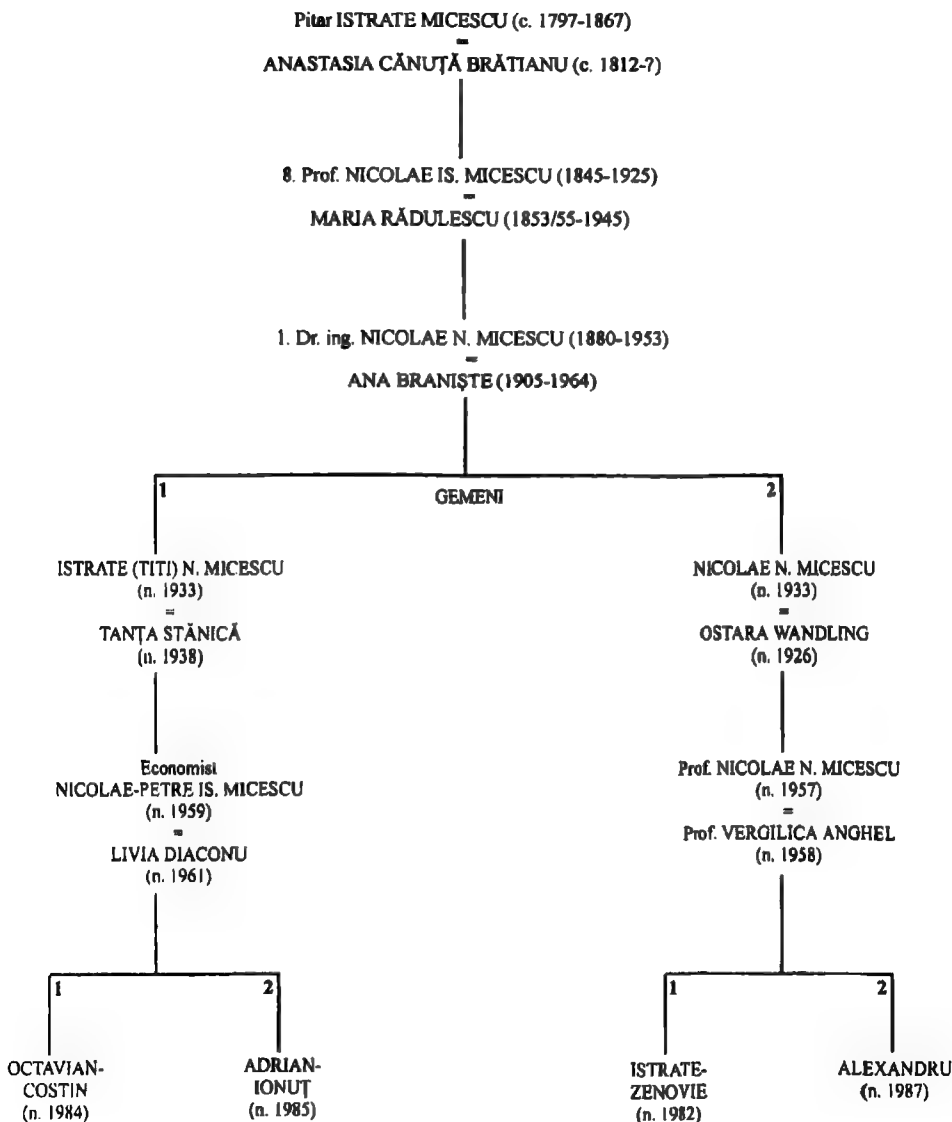 Pitar ISTRATE MICESCU (c. 1797-1867)
=
ANASTASIA CĂNUȚĂ BRĂTIANU (c. 1812-?)
8. Prof. NICOLAE IS. MICESCU (1845-1925)
=
MARIA RĂDULESCU (1853/55-1945)
1. Dr. ing. NICOLAE N. MICESCU (1880-1953)
=
ANA BRANIȘTE (1905-1964)
1 GEMENI 2
ISTRATE (TITI) N. MICESCU
(n. 1933)
=
TANȚA STĂNICĂ
(n. 1938)
NICOLAE N. MICESCU
(n. 1933)
=
OSTARA WANDLING
(n. 1926)
Economist
NICOLAE-PETRE IS. MICESCU
(n. 1959)
=
LIVIA DIACONU
(n. 1961)
Prof. NICOLAE N. MICESCU
(n. 1957)
=
Prof. VERGILICA ANGHEL
(n. 1958)
1 2
OCTAVIAN-
COSTIN
(n. 1984)
ADRIAN-
IONUȚ
(n. 1985)
1 2
ISTRATE-
ZENOVIE
(n. 1982)
ALEXANDRU
(n. 1987)